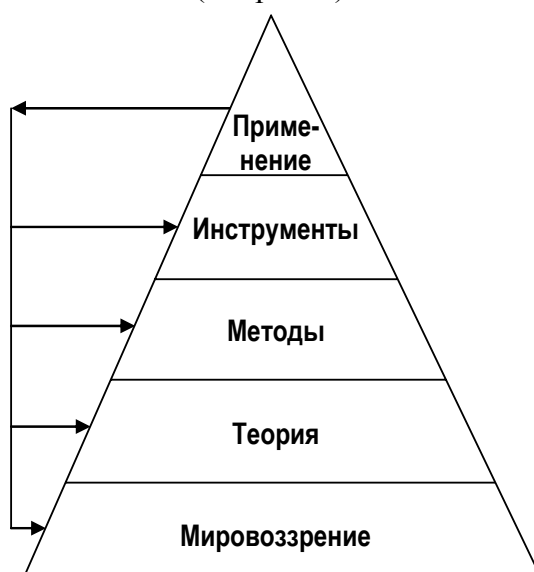 Приме-
нение
Инструменты
Методы
Теория
Мировоззрение